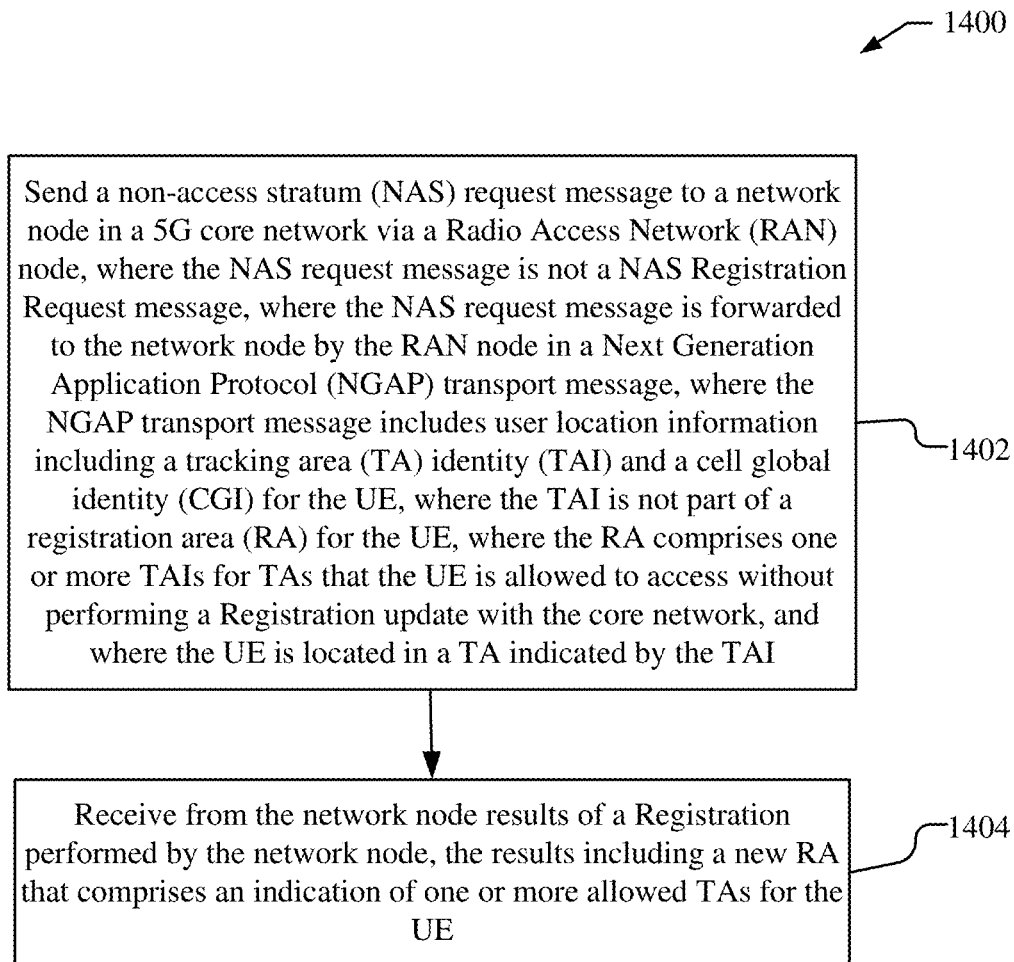 1400
Send a non-access stratum (NAS) request message to a network
node in a 5G core network via a Radio Access Network (RAN)
node, where the NAS request message is not a NAS Registration
Request message, where the NAS request message is forwarded
to the network node by the RAN node in a Next Generation
Application Protocol (NGAP) transport message, where the
NGAP transport message includes user location information
including a tracking area (TA) identity (TAI) and a cell global
identity (CGI) for the UE, where the TAI is not part of a
registration area (RA) for the UE, where the RA comprises one
or more TAIs for TAs that the UE is allowed to access without
performing a Registration update with the core network, and
where the UE is located in a TA indicated by the TAI
1402
Receive from the network node results of a Registration
performed by the network node, the results including a new RA
that comprises an indication of one or more allowed TAs for the
UE
1404